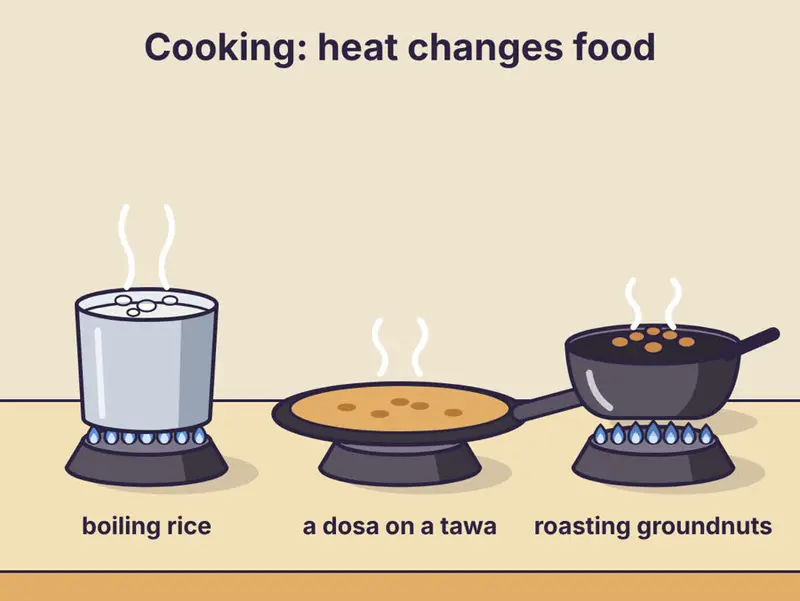 Cooking: heat changes food
boiling rice
a dosa on a tawa
roasting groundnuts